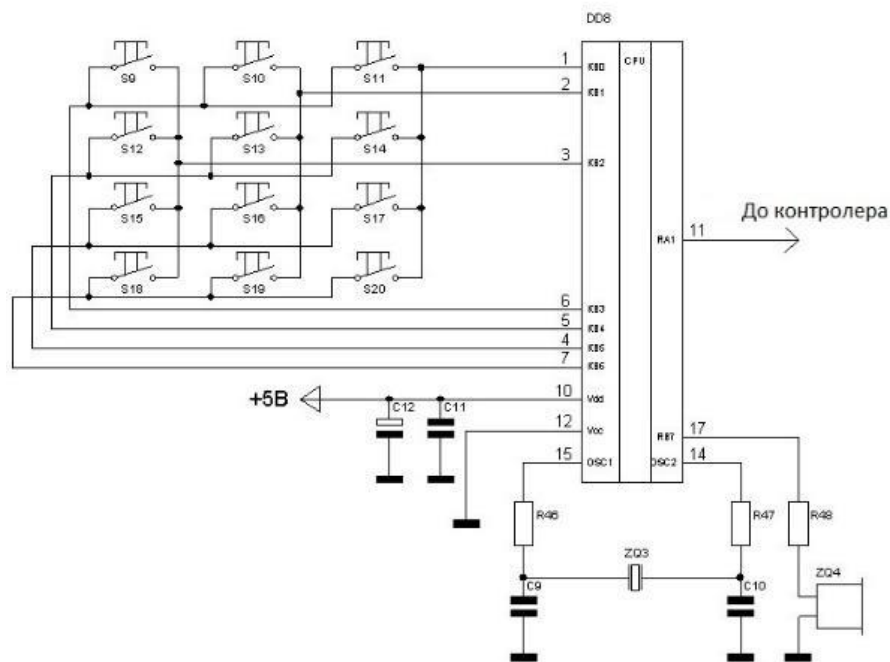 DD8
CPU
1 KB0
2 KB1
3 KB2
S9 S10 S11
S12 S13 S14
S15 S16 S17
S18 S19 S20
До контролера
RA1 11
6 KB3
5 KB4
4 KB5
7 KB6
+5В
C12 C11
10 Vdd
12 Vcc
15 OSC1
RB7 17
OSC2 14
R46 R47 R48
ZQ3
ZQ4
C9 C10